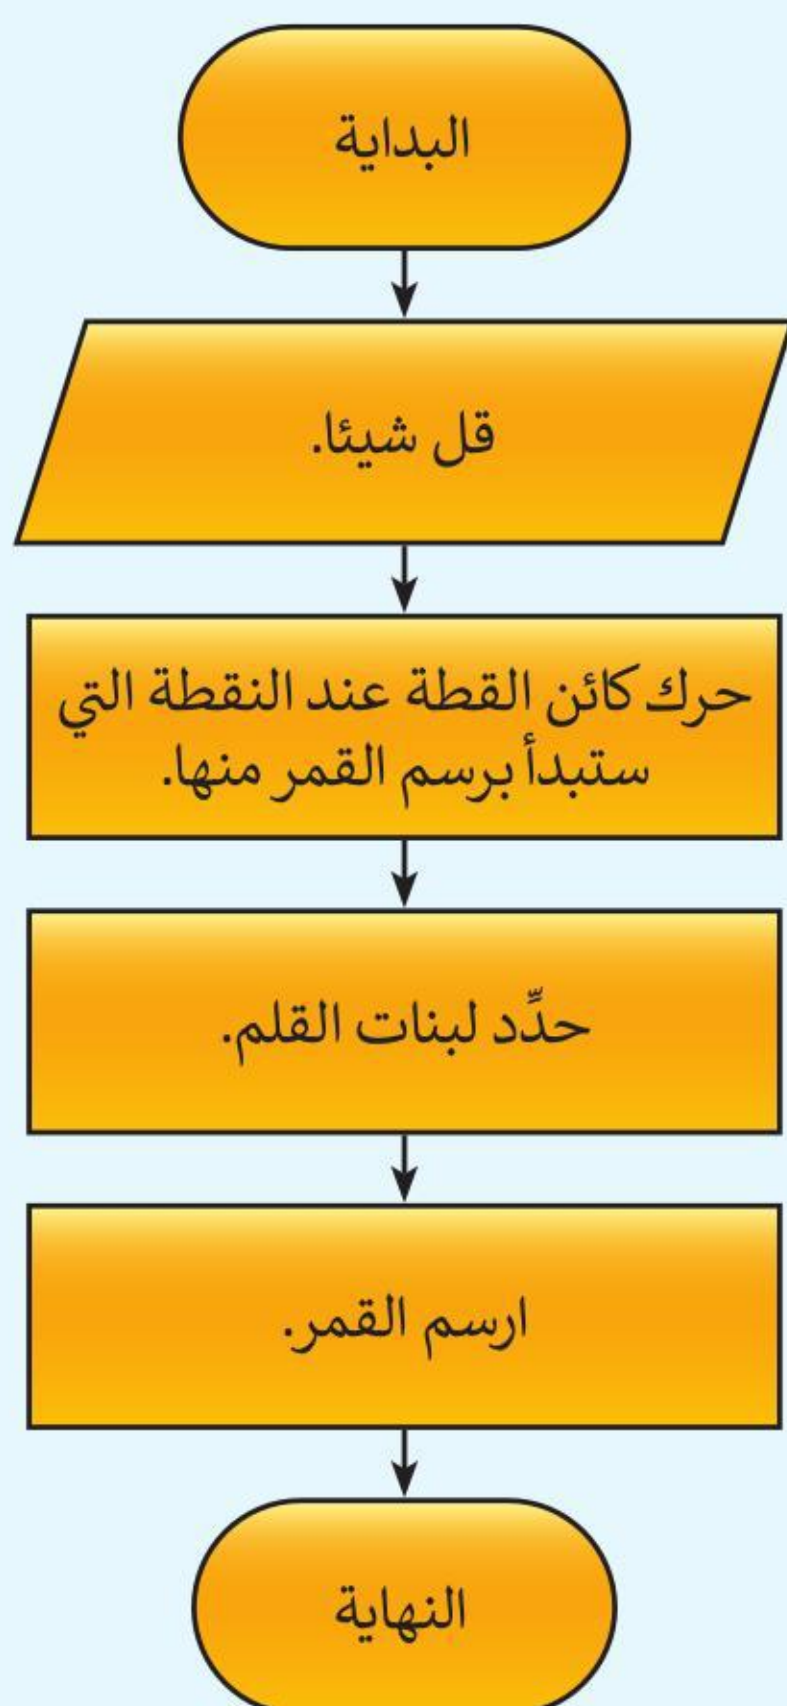 البداية
قل شيئا.
حرك كائن القطة عند النقطة التي
ستبدأ برسم القمر منها.
حدِّد لبنات القلم.
ارسم القمر.
النهاية